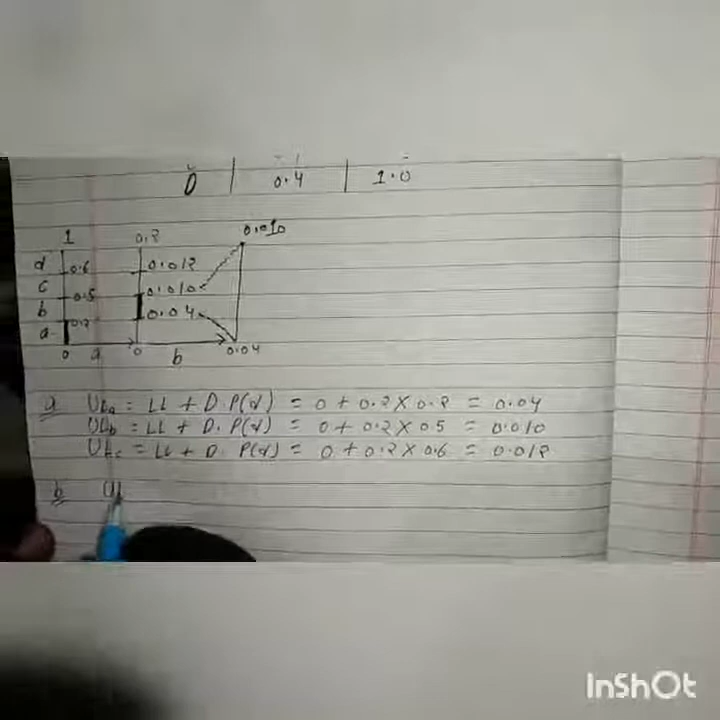 D 0.4 1.0
1 0.2 0.010
d 0.6 0.012
c 0.5 0.010
b 0.04
a 0.2
0 a 0 b 0.04
a ULa = LL + D P(d) = 0 + 0.2 X 0.2 = 0.04
ULb = LL + D. P(d) = 0 + 0.2 X 0.5 = 0.010
ULc = LL + D. P(d) = 0 + 0.2 X 0.6 = 0.012
b UL
InShOt